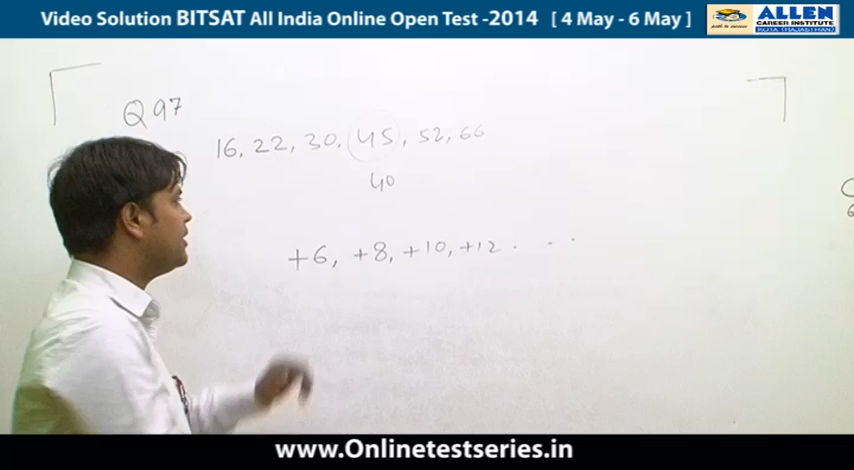 Video Solution BITSAT All India Online Open Test -2014 [ 4 May - 6 May ]
ALLEN
CAREER INSTITUTE
KOTA (RAJASTHAN)
Q 97
16, 22, 30, 45, 52, 66
40
+6, +8, +10, +12 . . .
www.Onlinetestseries.in